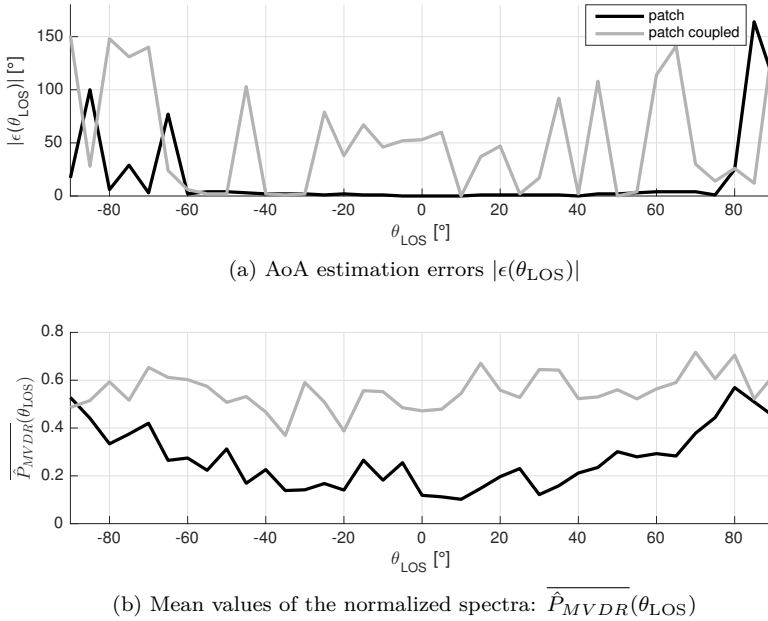 patch
patch coupled
150
100
50
0
|ϵ(θLOS)| [°]
-80 -60 -40 -20 0 20 40 60 80
θLOS [°]
(a) AoA estimation errors |ϵ(θLOS)|
0.8
0.6
0.4
0.2
0
P̂MVDR(θLOS)
-80 -60 -40 -20 0 20 40 60 80
θLOS [°]
(b) Mean values of the normalized spectra: P̂MVDR(θLOS)